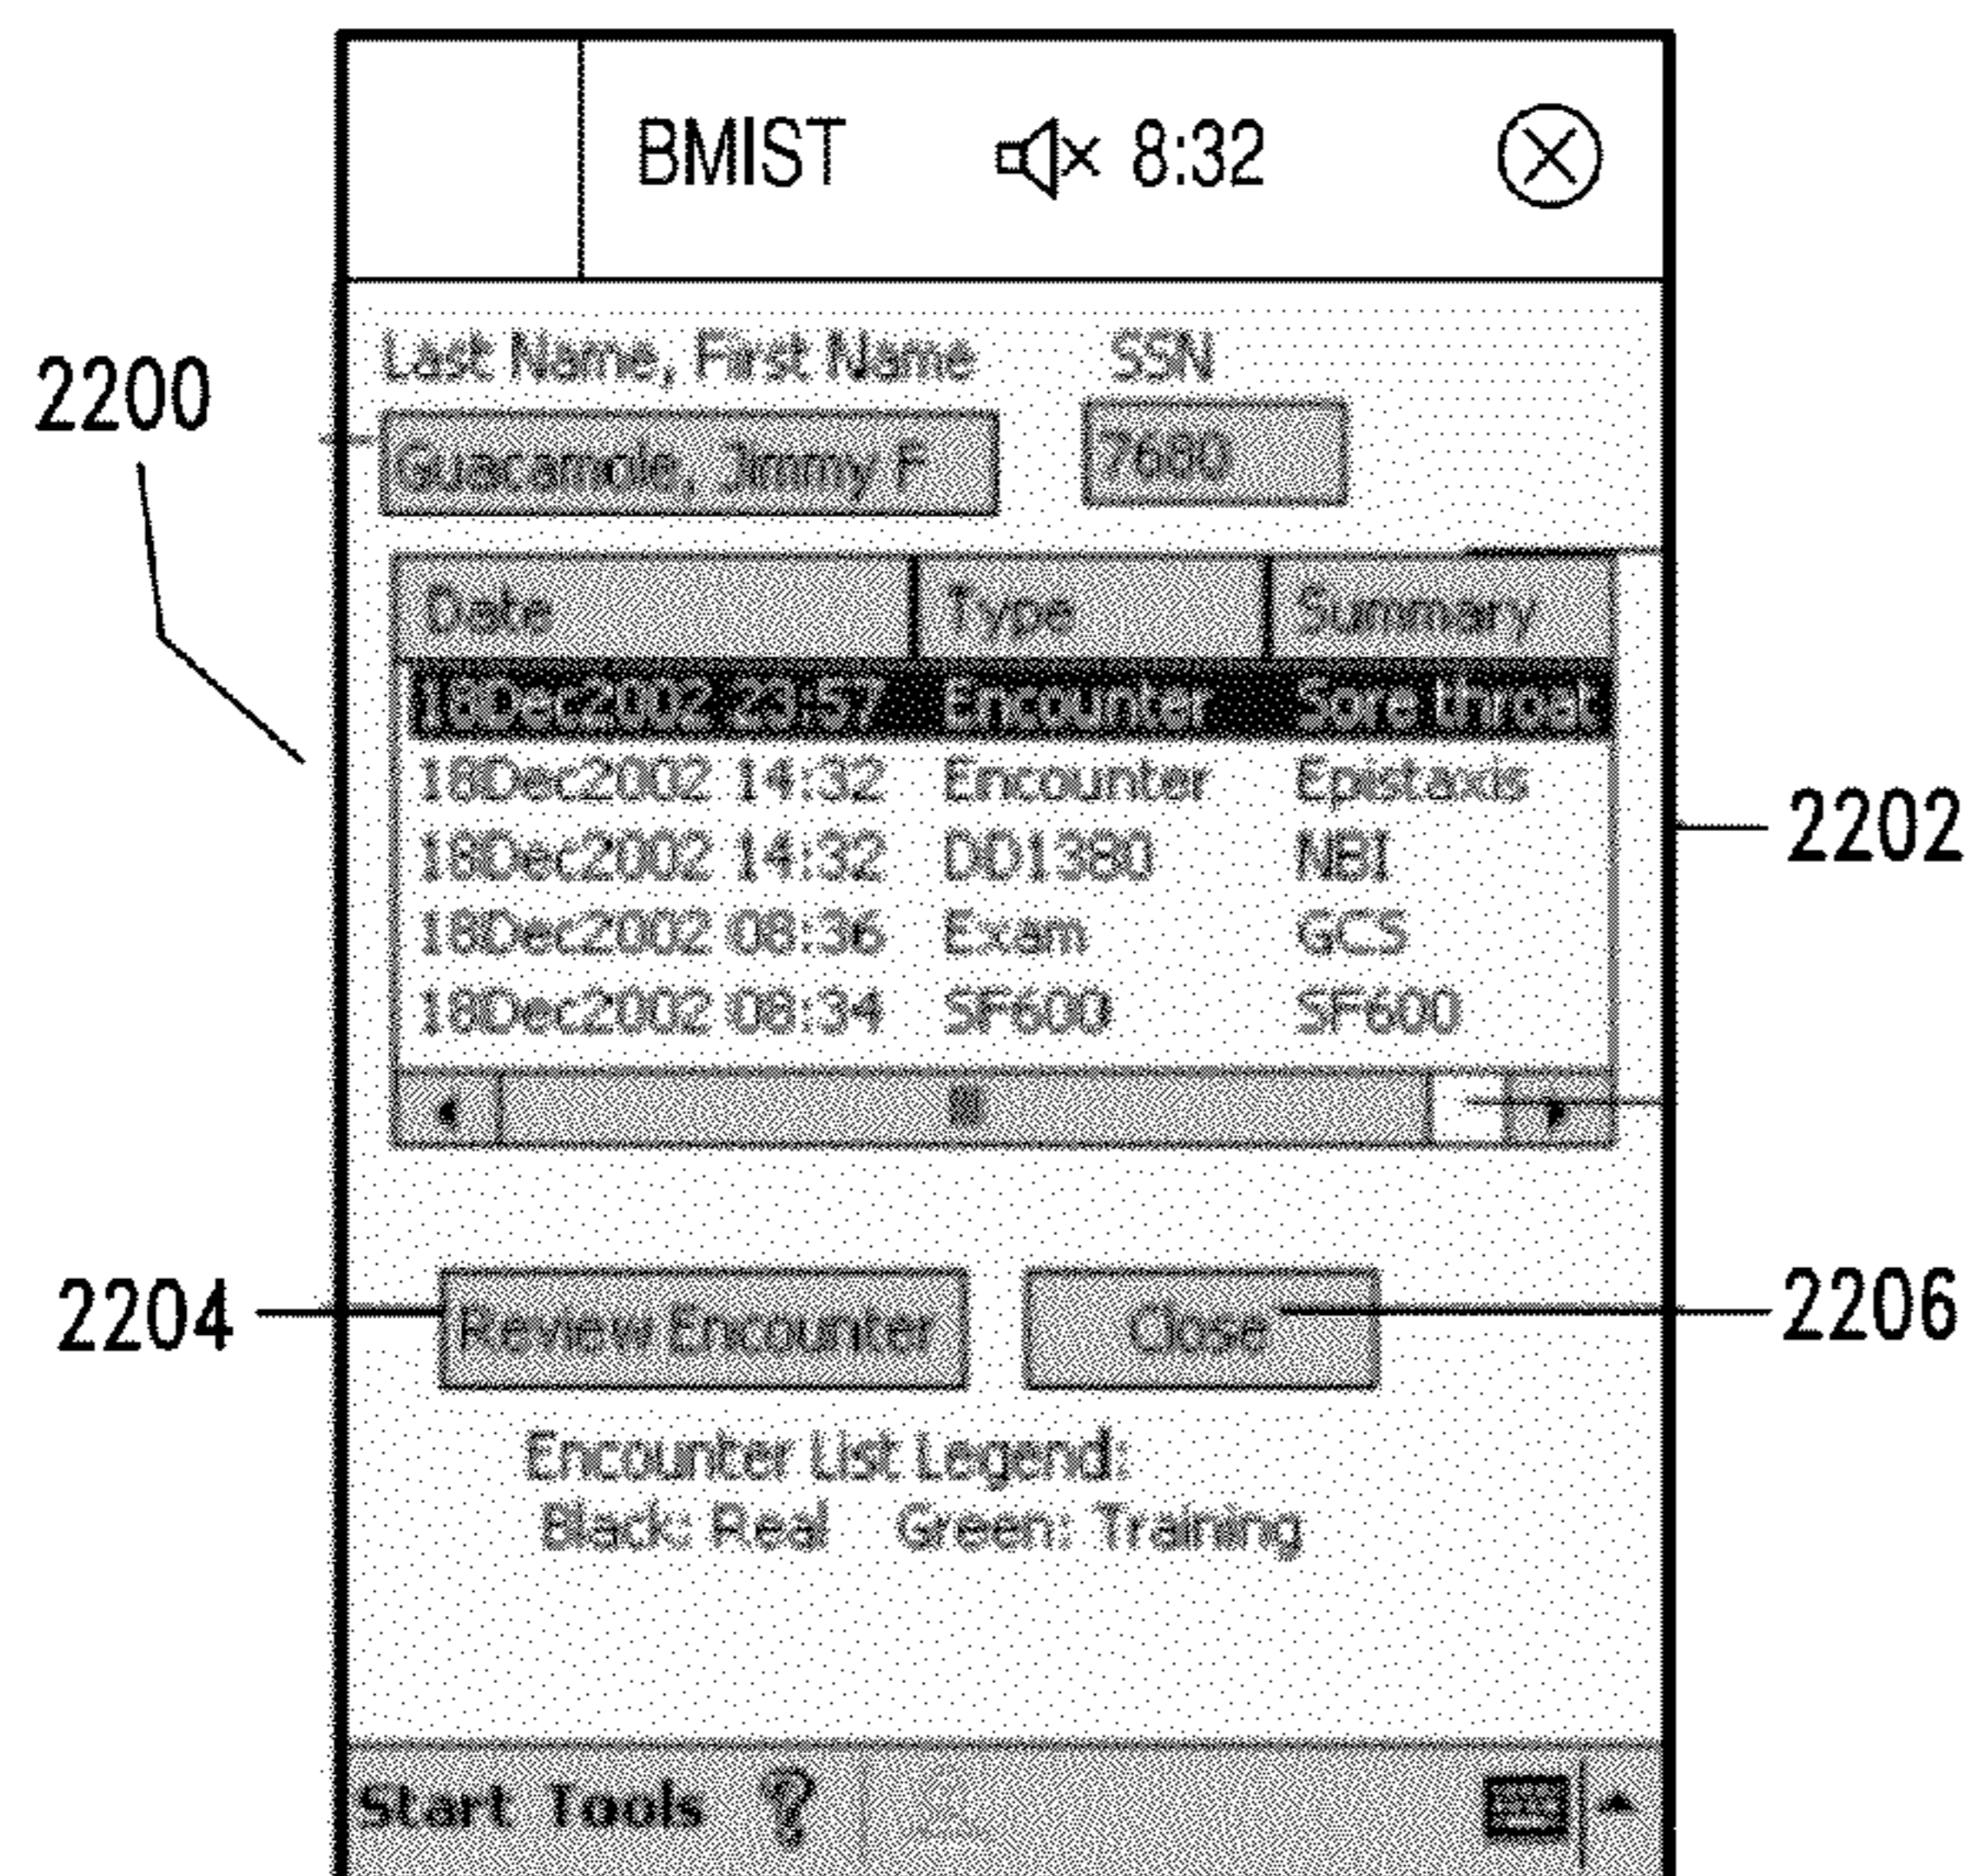 BMIST 8:32
Last Name, First Name SSN
2200
Guacamole, Jimmy F 7680
Date Type Summary
18Dec2002 23:57 Encounter Sore throat
18Dec2002 14:32 Encounter Epistaxis
2202
18Dec2002 14:32 DD1380 NBI
18Dec2002 08:36 Exam GCS
18Dec2002 08:34 SF600 SF600
2204 Review Encounter Close 2206
Encounter List Legend:
Black: Real Green: Training
Start Tools ?